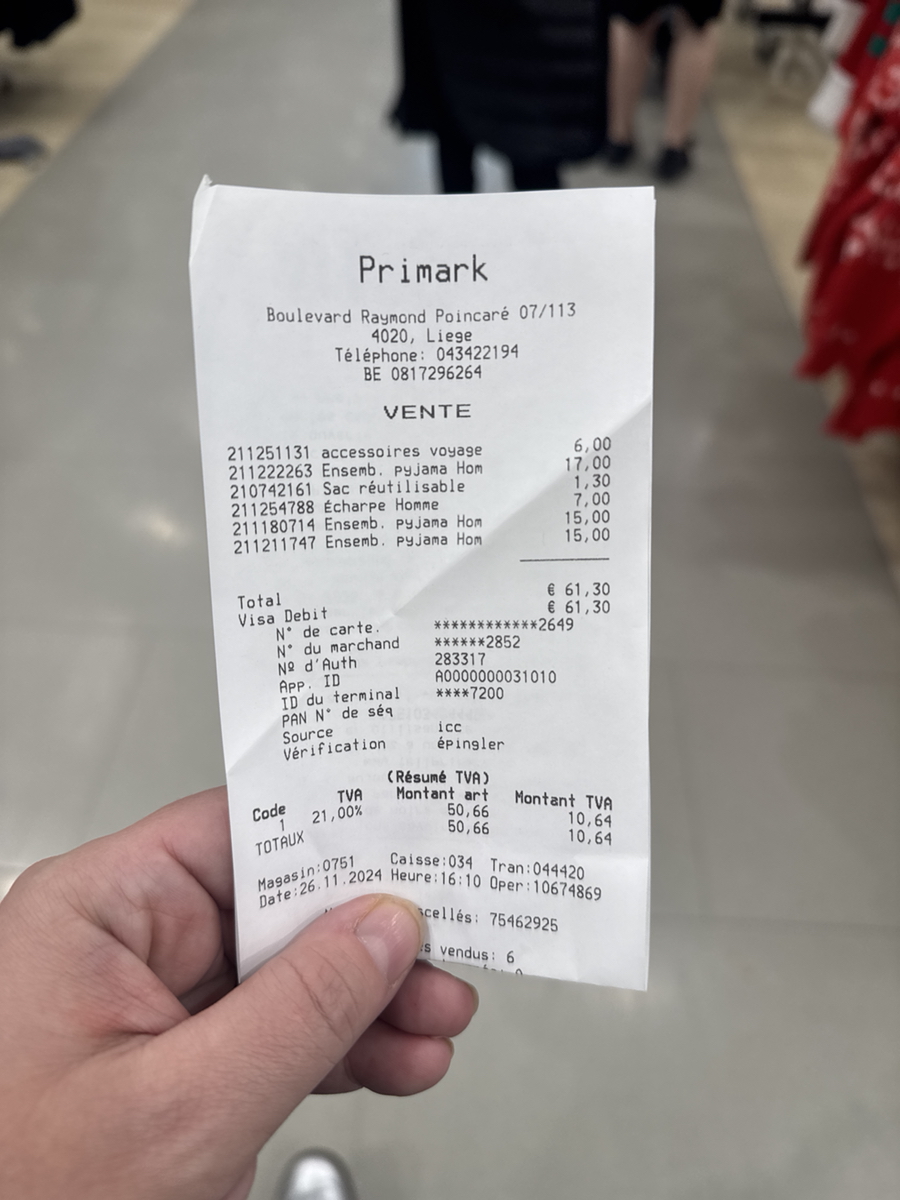 Primark
Boulevard Raymond Poincaré 07/113
4020, Liege
Téléphone: 043422194
BE 0817296264
VENTE
211251131 accessoires voyage 6,00
211222263 Ensemb. pyjama Hom 17,00
210742161 Sac réutilisable 1,30
211254788 Écharpe Homme 7,00
211180714 Ensemb. pyjama Hom 15,00
211211747 Ensemb. pyjama Hom 15,00
Total € 61,30
Visa Debit € 61,30
N° de carte. ************2649
N° du marchand ******2852
Nº d'Auth 283317
App. ID A0000000031010
ID du terminal ****7200
PAN N° de séq
Source icc
Vérification épingler
(Résumé TVA)
Code TVA Montant art Montant TVA
1 21,00% 50,66 10,64
TOTAUX 50,66 10,64
Magasin:0751 Caisse:034 Tran:044420
Date:26.11.2024 Heure:16:10 Oper:10674869
scellés: 75462925
vendus: 6